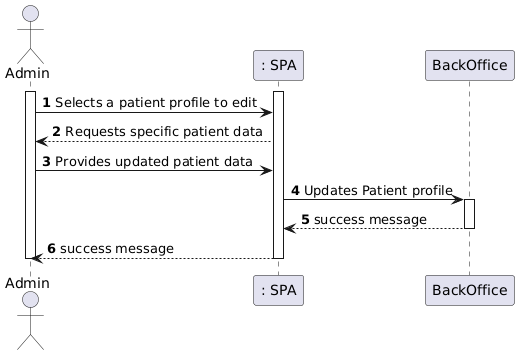 Admin
: SPA
BackOffice
1 Selects a patient profile to edit
2 Requests specific patient data
3 Provides updated patient data
4 Updates Patient profile
5 success message
6 success message
Admin
: SPA
BackOffice